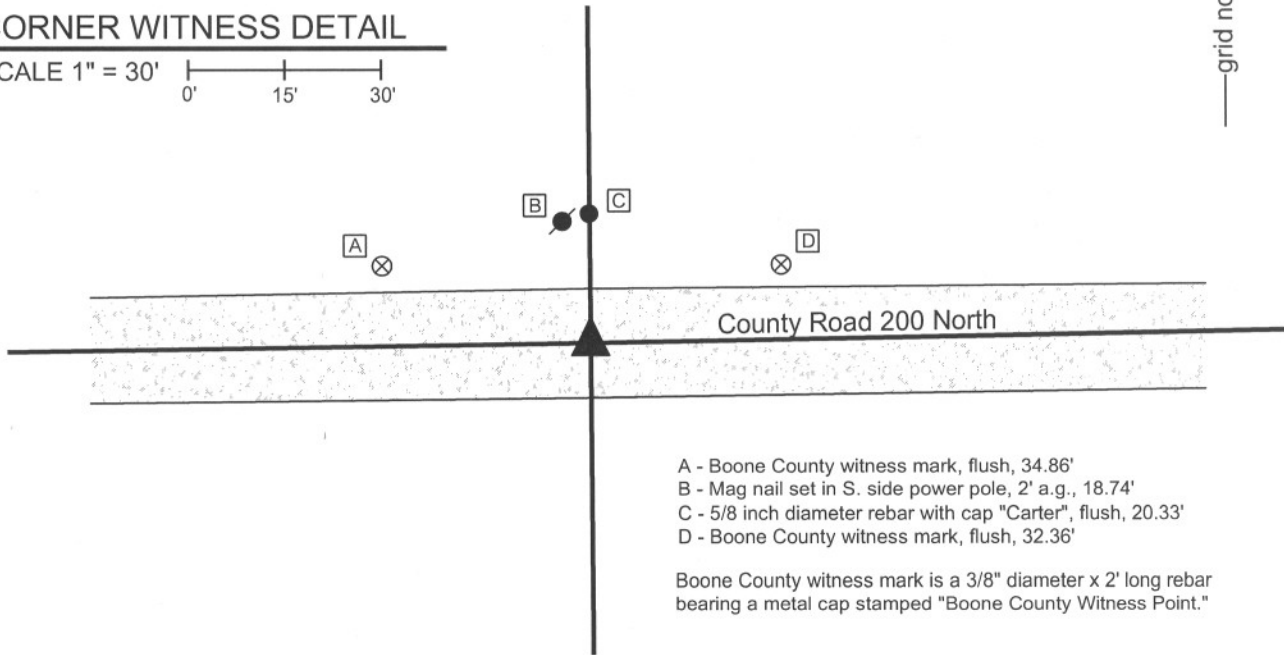 CORNER WITNESS DETAIL
SCALE 1" = 30'
0' 15' 30'
grid
B
C
A
D
County Road 200 North
A - Boone County witness mark, flush, 34.86'
B - Mag nail set in S. side power pole, 2' a.g., 18.74'
C - 5/8 inch diameter rebar with cap "Carter", flush, 20.33'
D - Boone County witness mark, flush, 32.36'
Boone County witness mark is a 3/8" diameter x 2' long rebar
bearing a metal cap stamped "Boone County Witness Point."